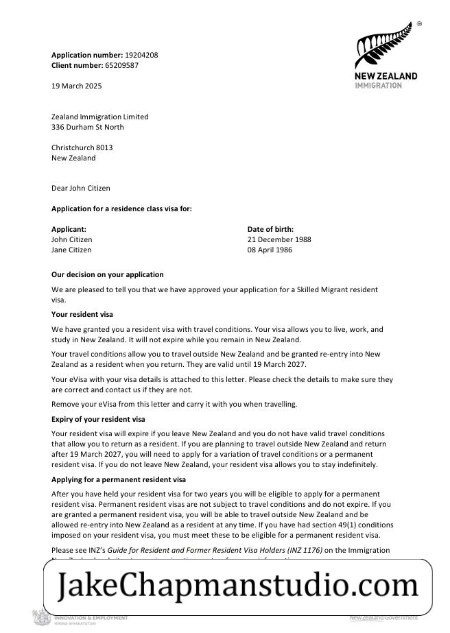 ®
Application number: 19204208
Client number: 65209587
NEW ZEALAND
IMMIGRATION
19 March 2025
Zealand Immigration Limited
336 Durham St North
Christchurch 8013
New Zealand
Dear John Citizen
Application for a residence class visa for:
Applicant: Date of birth:
John Citizen 21 December 1988
Jane Citizen 08 April 1986
Our decision on your application
We are pleased to tell you that we have approved your application for a Skilled Migrant resident
visa.
Your resident visa
We have granted you a resident visa with travel conditions. Your visa allows you to live, work, and
study in New Zealand. It will not expire while you remain in New Zealand.
Your travel conditions allow you to travel outside New Zealand and be granted re-entry into New
Zealand as a resident when you return. They are valid until 19 March 2027.
Your eVisa with your visa details is attached to this letter. Please check the details to make sure they
are correct and contact us if they are not.
Remove your eVisa from this letter and carry it with you when travelling.
Expiry of your resident visa
Your resident visa will expire if you leave New Zealand and you do not have valid travel conditions
that allow you to return as a resident. If you are planning to travel outside New Zealand and return
after 19 March 2027, you will need to apply for a variation of travel conditions or a permanent
resident visa. If you do not leave New Zealand, your resident visa allows you to stay indefinitely.
Applying for a permanent resident visa
After you have held your resident visa for two years you will be eligible to apply for a permanent
resident visa. Permanent resident visas are not subject to travel conditions and do not expire. If you
are granted a permanent resident visa, you will be able to travel outside New Zealand and be
allowed re-entry into New Zealand as a resident at any time. If you have had section 49(1) conditions
imposed on your resident visa, you must meet these to be eligible for a permanent resident visa.
Please see INZ's Guide for Resident and Former Resident Visa Holders (INZ 1176) on the Immigration
JakeChapmanstudio.com
INNOVATION & EMPLOYMENT
New Zealand Government